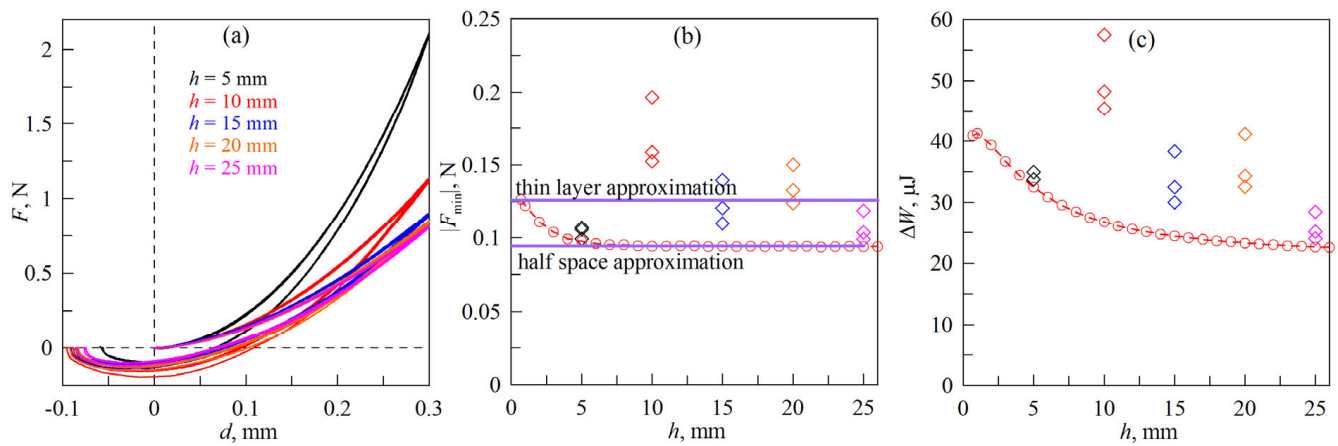 (a)
h = 5 mm
h = 10 mm
h = 15 mm
h = 20 mm
h = 25 mm
2
1.5
1
0.5
0
F, N
-0.1
0
0.1
0.2
0.3
d, mm
(b)
0.25
0.2
0.15
0.1
0.05
0
|Fmin|, N
thin layer approximation
half space approximation
0
5
10
15
20
25
h, mm
(c)
60
50
40
30
20
10
0
ΔW, μJ
0
5
10
15
20
25
h, mm